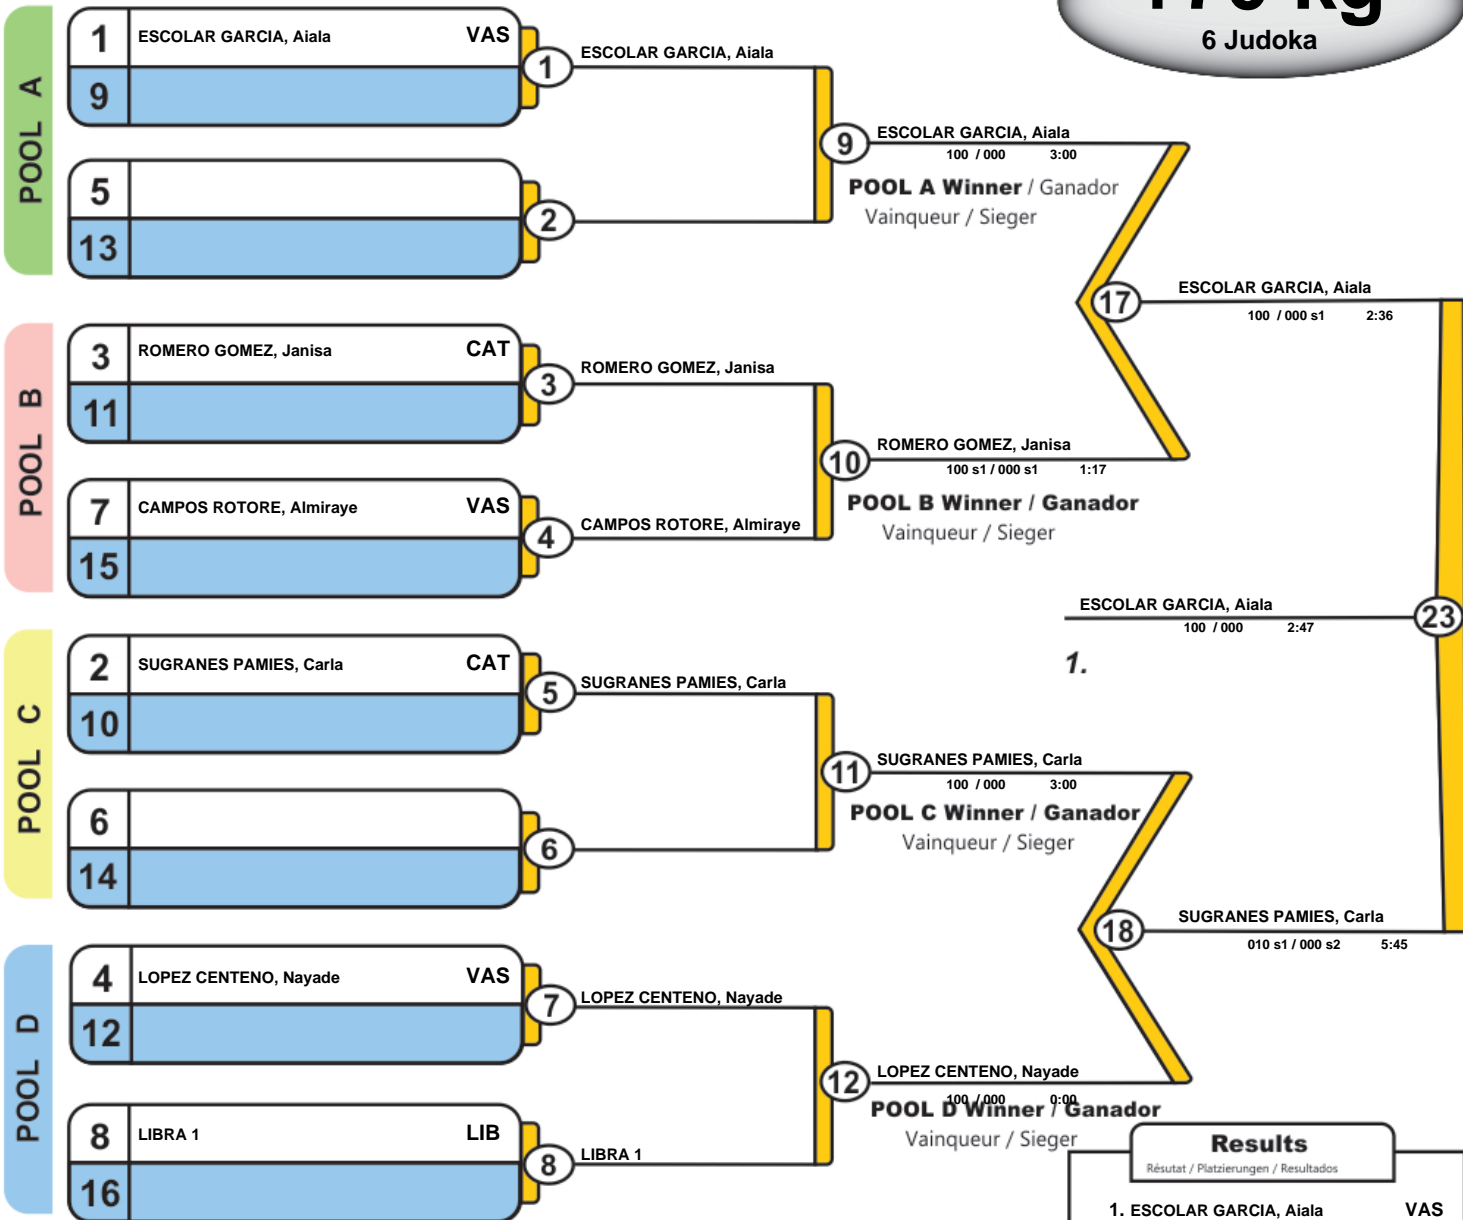 6 Judoka
POOL A
1 ESCOLAR GARCIA, Aiala VAS
9
1 ESCOLAR GARCIA, Aiala
5
13
2
9 ESCOLAR GARCIA, Aiala
100 / 000 3:00
POOL A Winner / Ganador
Vainqueur / Sieger
17 ESCOLAR GARCIA, Aiala
100 / 000 s1 2:36
POOL B
3 ROMERO GOMEZ, Janisa CAT
11
3 ROMERO GOMEZ, Janisa
7 CAMPOS ROTORE, Almiraye VAS
15
4 CAMPOS ROTORE, Almiraye
10 ROMERO GOMEZ, Janisa
100 s1 / 000 s1 1:17
POOL B Winner / Ganador
Vainqueur / Sieger
ESCOLAR GARCIA, Aiala 23
100 / 000 2:47
1.
POOL C
2 SUGRANES PAMIES, Carla CAT
10
5 SUGRANES PAMIES, Carla
6
14
6
11 SUGRANES PAMIES, Carla
100 / 000 3:00
POOL C Winner / Ganador
Vainqueur / Sieger
18 SUGRANES PAMIES, Carla
010 s1 / 000 s2 5:45
POOL D
4 LOPEZ CENTENO, Nayade VAS
12
7 LOPEZ CENTENO, Nayade
8 LIBRA 1 LIB
16
8 LIBRA 1
12 LOPEZ CENTENO, Nayade
100 / 000 0:00
POOL D Winner / Ganador
Vainqueur / Sieger
Results
Résutat / Platzierungen / Resultados
1. ESCOLAR GARCIA, Aiala VAS